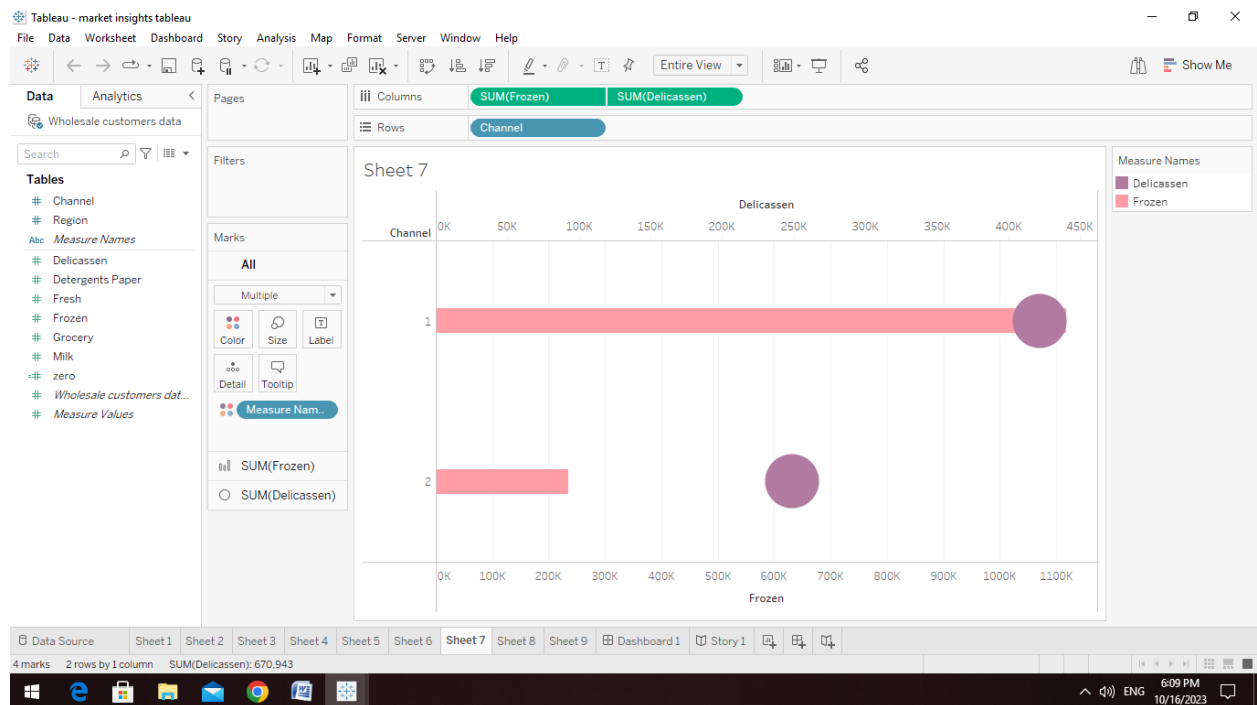 Tableau - market insights tableau
File Data Worksheet Dashboard Story Analysis Map Format Server Window Help
Entire View
Show Me
Data Analytics
Wholesale customers data
Search
Tables
# Channel
# Region
Abc Measure Names
# Delicassen
# Detergents Paper
# Fresh
# Frozen
# Grocery
# Milk
=# zero
# Wholesale customers dat...
# Measure Values
Pages
Filters
Marks
All
Multiple
Color Size Label
Detail Tooltip
Measure Nam..
SUM(Frozen)
SUM(Delicassen)
Columns SUM(Frozen) SUM(Delicassen)
Rows Channel
Sheet 7
Delicassen
Channel 0K 50K 100K 150K 200K 250K 300K 350K 400K 450K
1
2
0K 100K 200K 300K 400K 500K 600K 700K 800K 900K 1000K 1100K
Frozen
Measure Names
Delicassen
Frozen
Data Source Sheet 1 Sheet 2 Sheet 3 Sheet 4 Sheet 5 Sheet 6 Sheet 7 Sheet 8 Sheet 9 Dashboard 1 Story 1
4 marks 2 rows by 1 column SUM(Delicassen): 670,943
ENG 6:09 PM
10/16/2023